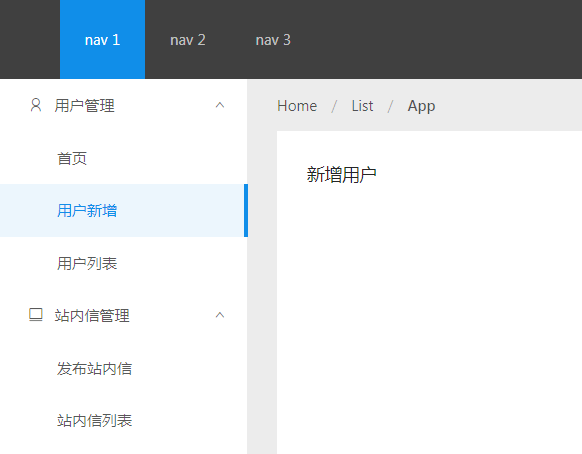 nav 1 nav 2 nav 3
用户管理
首页
用户新增
用户列表
站内信管理
发布站内信
站内信列表
Home / List / App
新增用户